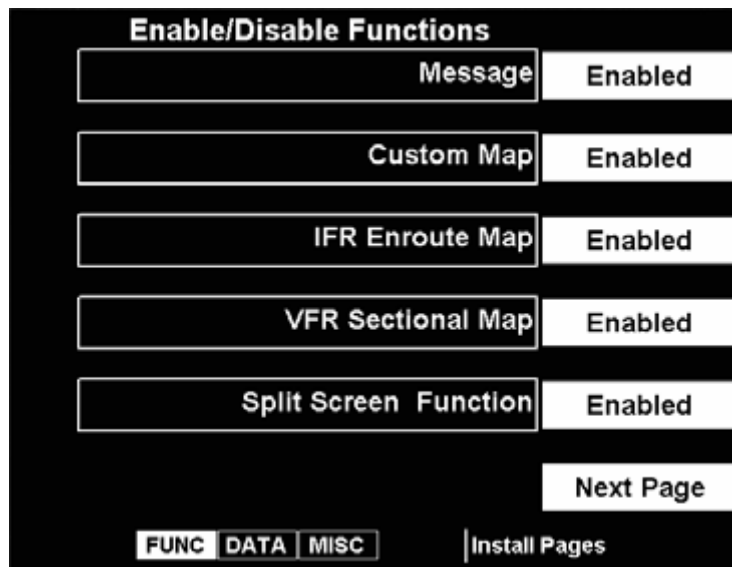 Enable/Disable Functions
Message Enabled
Custom Map Enabled
IFR Enroute Map Enabled
VFR Sectional Map Enabled
Split Screen Function Enabled
Next Page
FUNC DATA MISC Install Pages